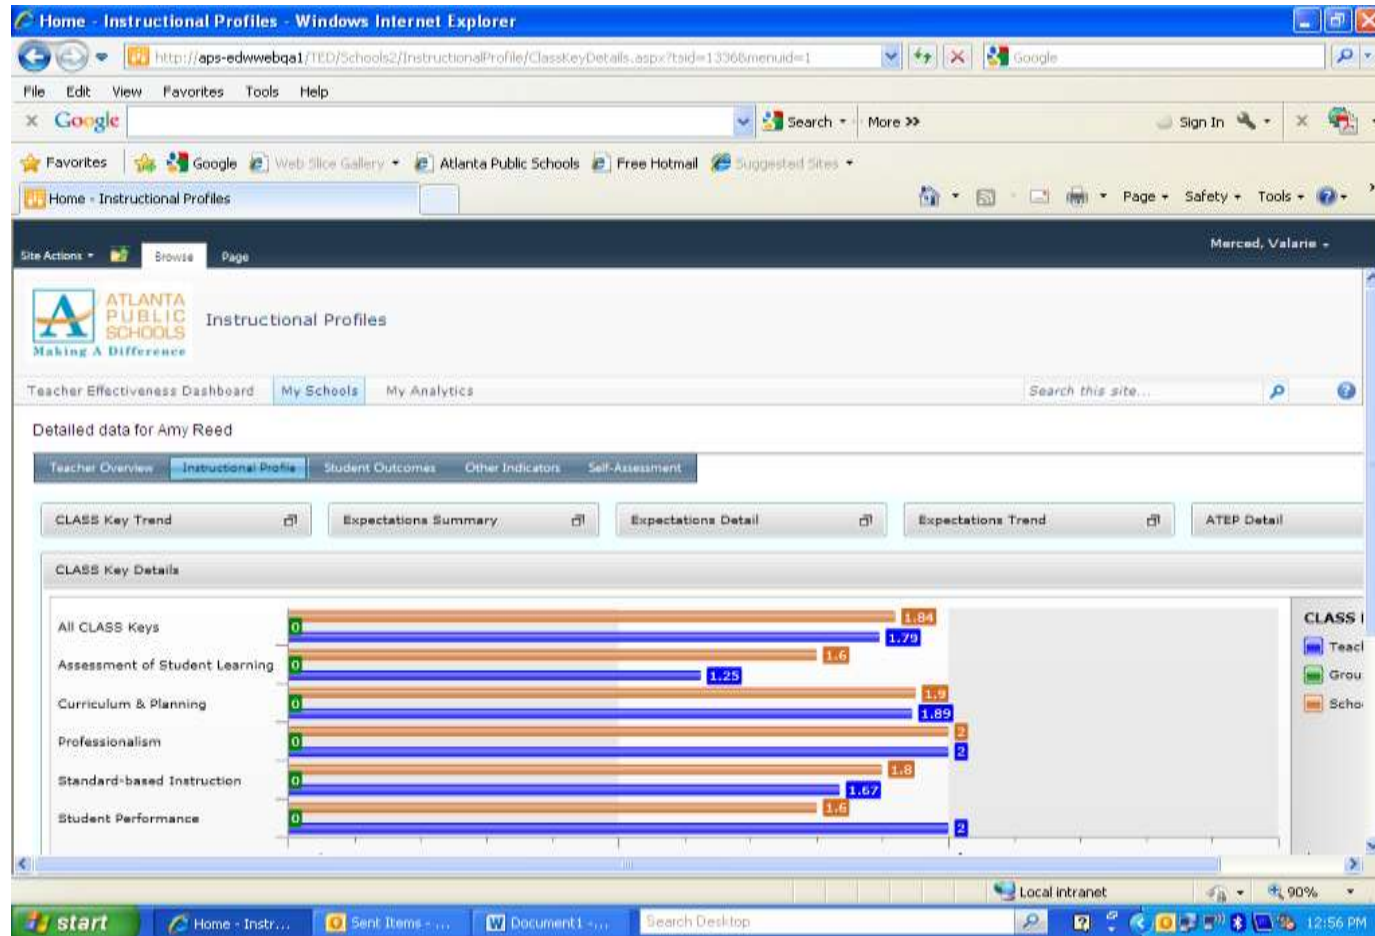 Home - Instructional Profiles - Windows Internet Explorer
http://aps-edwwebqa1/TED/Schools2/InstructionalProfile/ClassKeyDetails.aspx?tsid=1336&menuid=1
Google
File Edit View Favorites Tools Help
× Google Search More >> Sign In
Favorites Google Web Slice Gallery Atlanta Public Schools Free Hotmail Suggested Sites
Home - Instructional Profiles Page Safety Tools
Merced, Valarie
Site Actions Browse Page
ATLANTA
PUBLIC
SCHOOLS
Making A Difference
Instructional Profiles
Teacher Effectiveness Dashboard My Schools My Analytics Search this site...
Detailed data for Amy Reed
Teacher Overview Instructional Profile Student Outcomes Other Indicators Self-Assessment
CLASS Key Trend Expectations Summary Expectations Detail Expectations Trend ATEP Detail
CLASS Key Details
All CLASS Keys 0 1.84 1.79
Assessment of Student Learning 0 1.6 1.25
Curriculum & Planning 0 1.9 1.89
Professionalism 0 2 2
Standard-based Instruction 0 1.8 1.67
Student Performance 0 1.6 2
CLASS
Teacl
Grou
Scho
Local intranet 90%
start Home - Instr... Sent Items - ... Document1 -... Search Desktop 12:56 PM